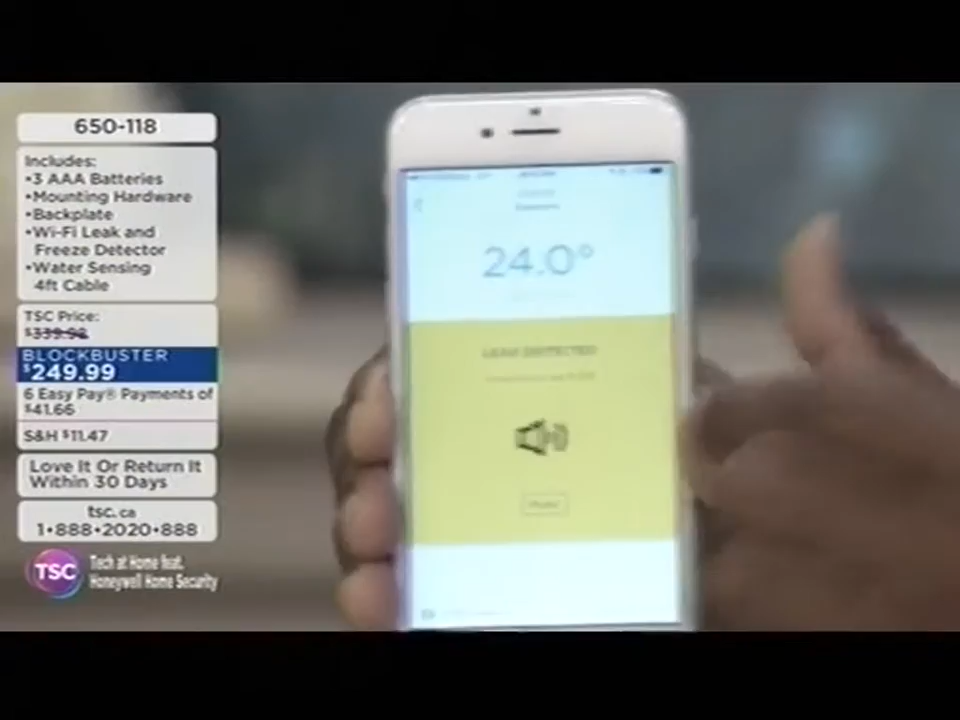 650-118
Includes:
•3 AAA Batteries
•Mounting Hardware
•Backplate
•Wi-Fi Leak and
Freeze Detector
•Water Sensing
4ft Cable
TSC Price:
$339.98
BLOCKBUSTER
$249.99
6 Easy Pay® Payments of
$41.66
S&H $11.47
Love It Or Return It
Within 30 Days
tsc.ca
1•888•2020•888
TSC
Tech at Home feat.
Honeywell Home Security
24.0°
LEAK DETECTED